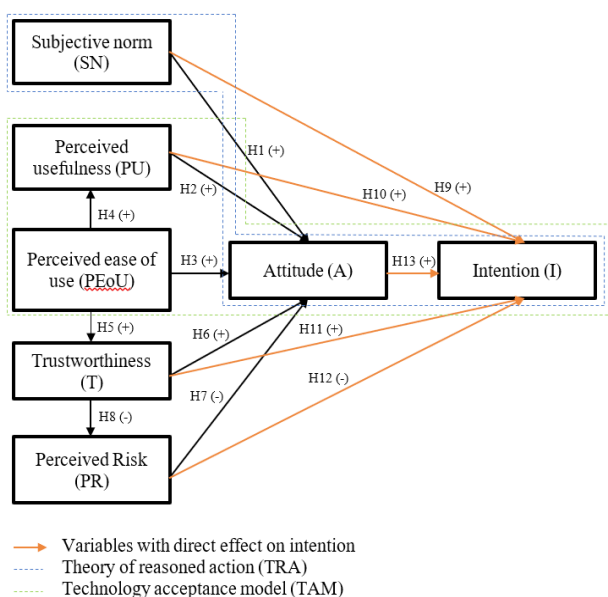 Subjective norm
(SN)
Perceived
usefulness (PU)
H1 (+)
H2 (+)
H10 (+)
H9 (+)
H4 (+)
Perceived ease of
use (PEoU)
H3 (+)
Attitude (A)
H13 (+)
Intention (I)
H5 (+)
H6 (+)
H11 (+)
Trustworthiness
(T)
H7 (-)
H12 (-)
H8 (-)
Perceived Risk
(PR)
Variables with direct effect on intention
Theory of reasoned action (TRA)
Technology acceptance model (TAM)